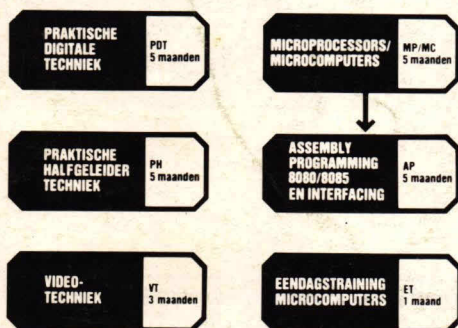 PRAKTISCHE
DIGITALE
TECHNIEK
PDT
5 maanden
MICROPROCESSORS/
MICROCOMPUTERS
MP/MC
5 maanden
PRAKTISCHE
HALFGELEIDER
TECHNIEK
PH
5 maanden
ASSEMBLY
PROGRAMMING
8080/8085
EN INTERFACING
AP
5 maanden
VIDEO-
TECHNIEK
VT
3 maanden
EENDAGSTRAINING
MICROCOMPUTERS
ET
1 maand